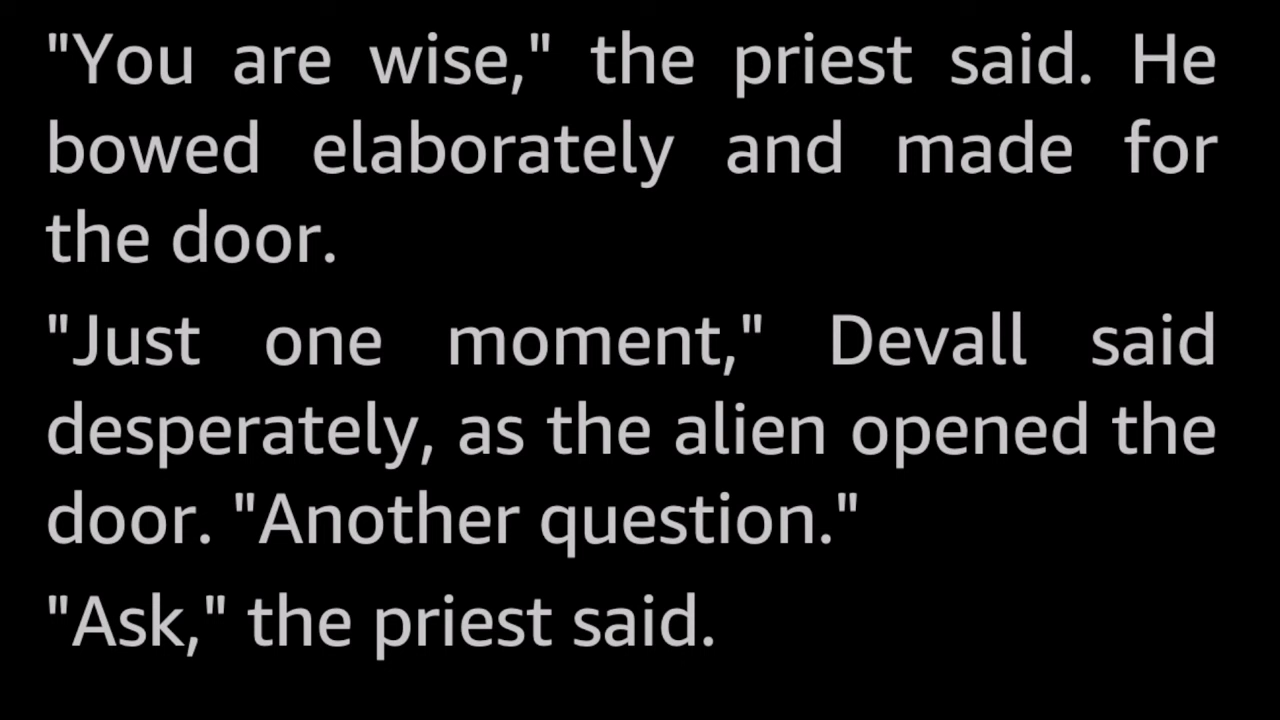 "You are wise," the priest said. He
bowed elaborately and made for
the door.
"Just one moment," Devall said
desperately, as the alien opened the
door. "Another question."
"Ask," the priest said.